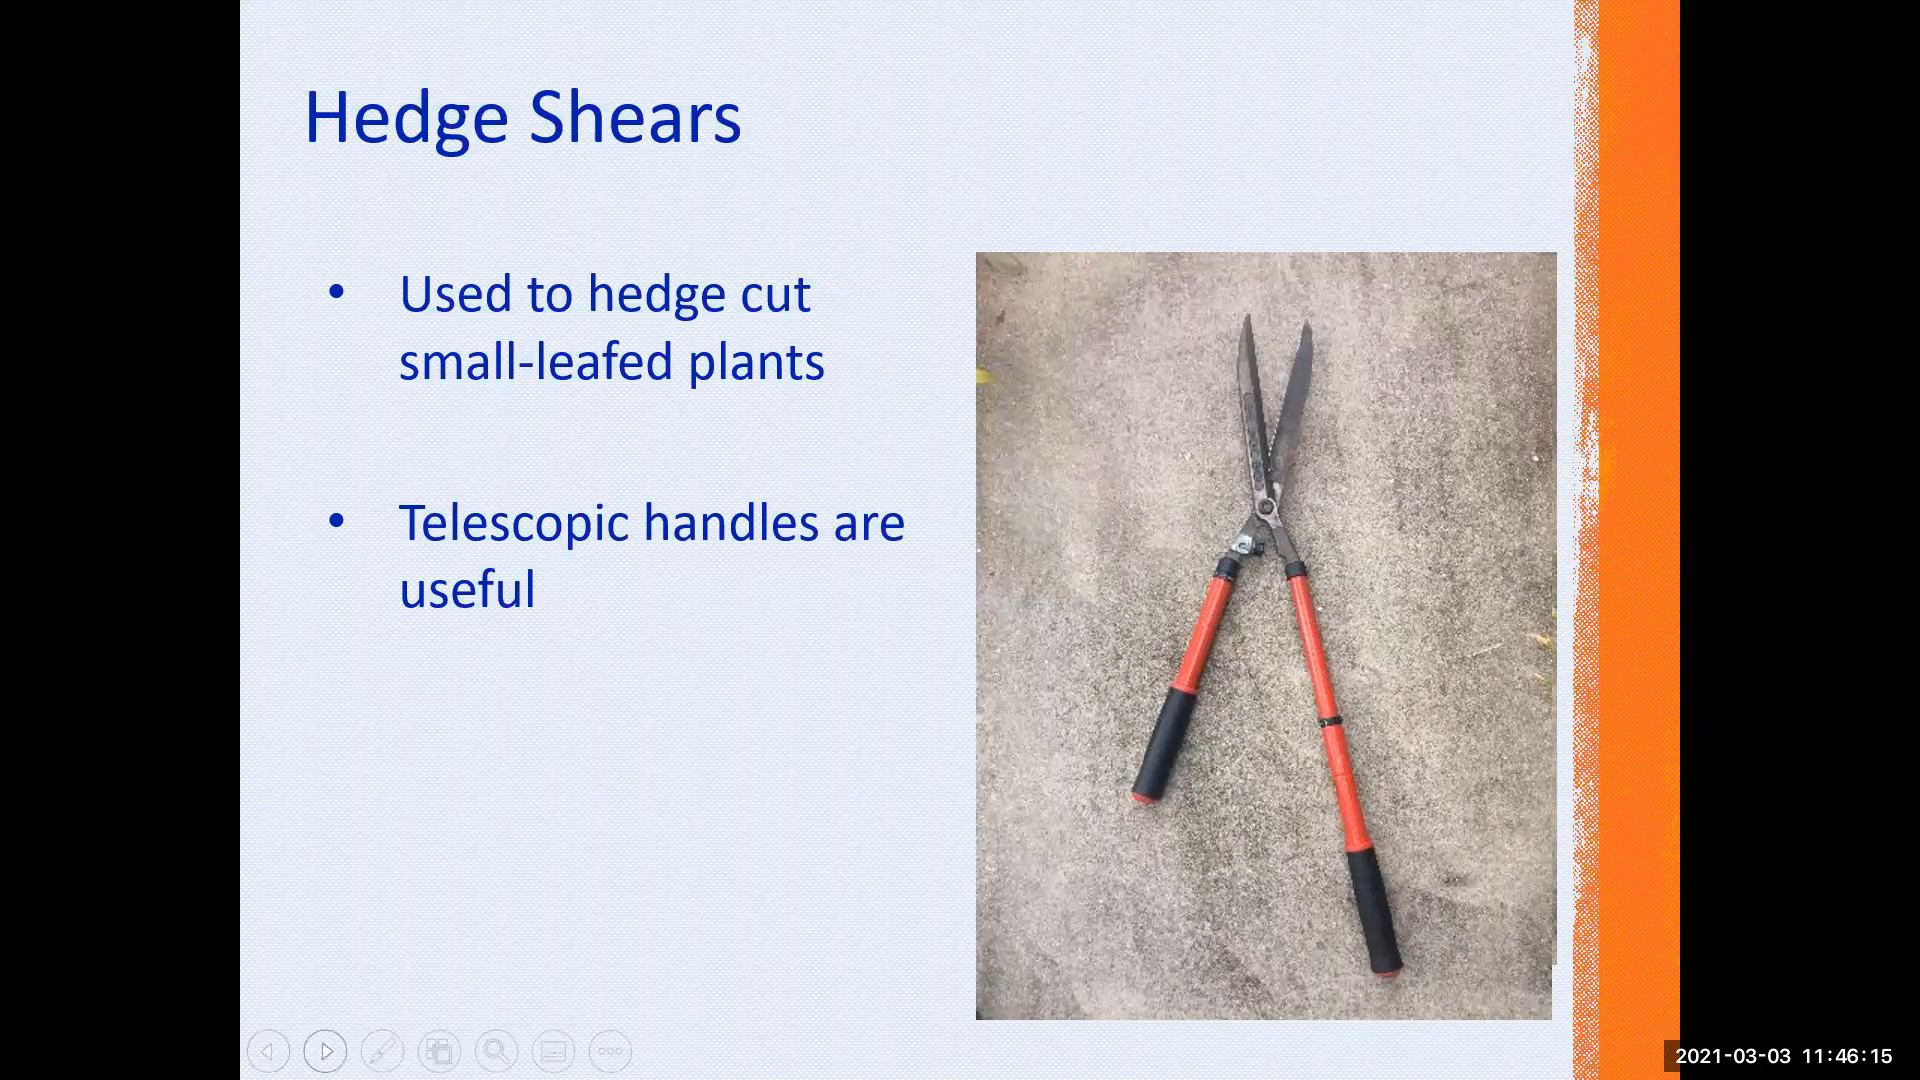 Hedge Shears
• Used to hedge cut
small-leafed plants
• Telescopic handles are
useful
2021-03-03 11:46:15